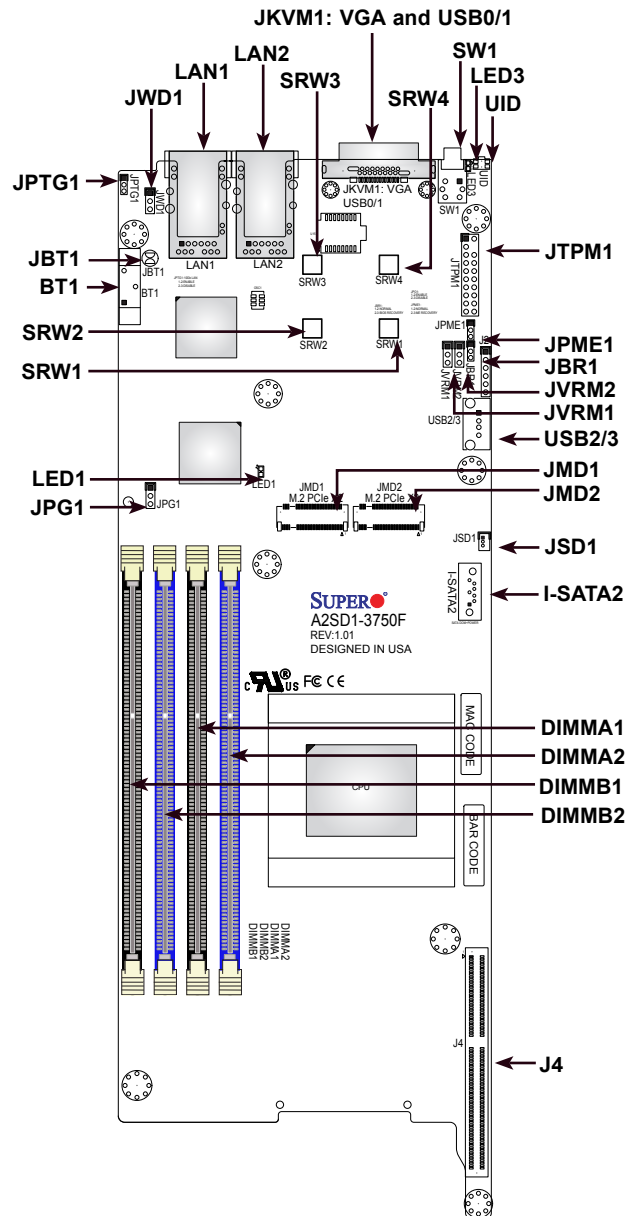 JKVM1: VGA and USB0/1
LAN2
SW1
LAN1
SRW3
LED3
JWD1
SRW4
UID
JPTG1
JPTG1
JWD1
JKVM1: VGA
USB0/1
LED3
UID
SW1
JTPM1
JTPM1
JBT1
JBT1
LAN1
LAN2
SRW3
SRW4
BT1
BT1
SRW2
SRW2
SRW1
SRW1
JPME1
JBR1
JVRM1
JVRM2
JVRM2
JVRM1
USB2/3
USB2/3
LED1
LED1
JMD1
M.2 PCIe
JMD2
M.2 PCIe
JMD1
JMD2
JPG1
JPG1
JSD1
JSD1
I-SATA2
I-SATA2
SUPER
A2SD1-3750F
REV:1.01
DESIGNED IN USA
C RU ® US FC CE
MAC CODE
DIMMA1
DIMMA2
DIMMB1
DIMMB2
CPU
BAR CODE
DIMMB1
DIMMB2
DIMMA1
DIMMA2
J4
J4